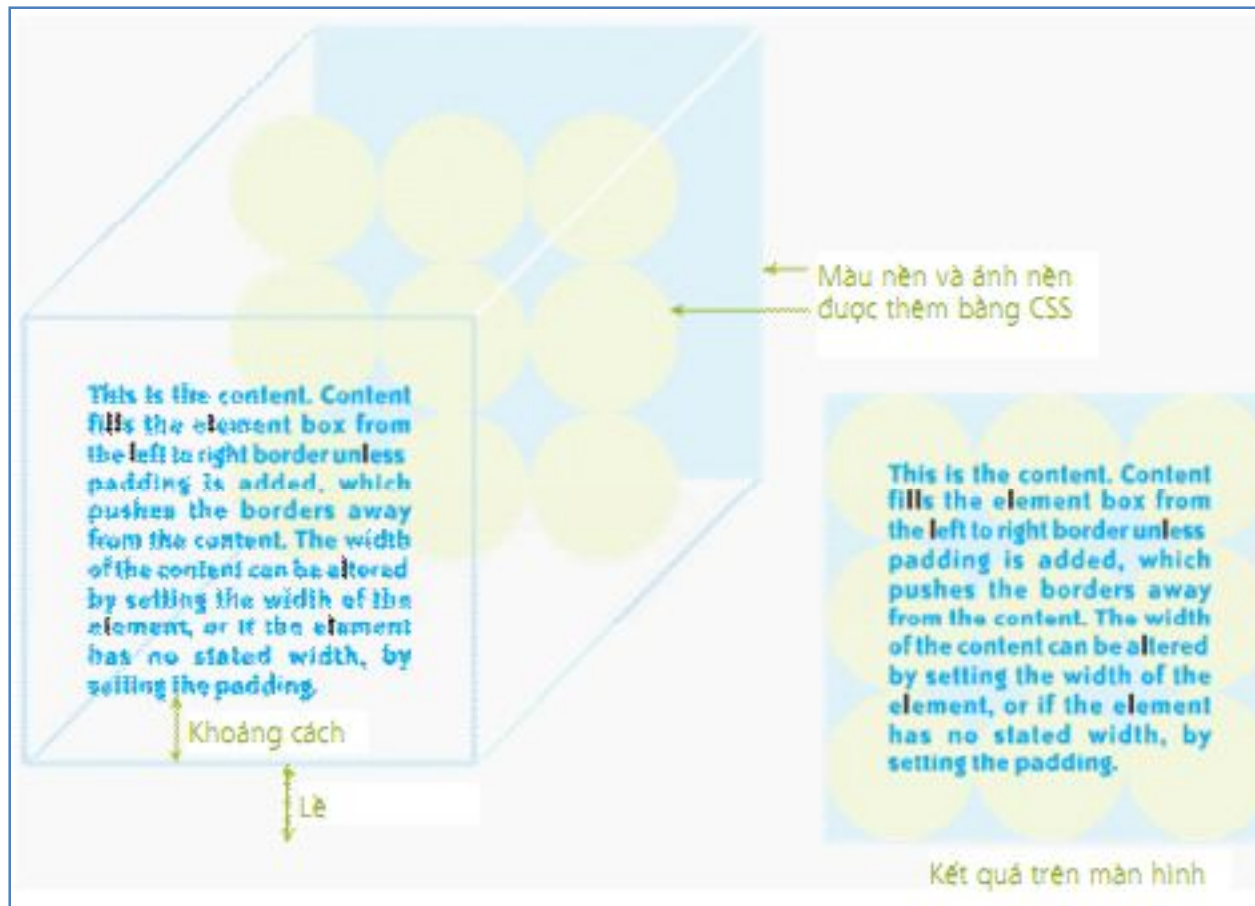 Màu nền và ảnh nền
được thêm bằng CSS
This is the content. Content
fills the element box from
the left to right border unless
padding is added, which
pushes the borders away
from the content. The width
of the content can be altered
by setting the width of the
element, or if the element
has no stated width, by
setting the padding.
Khoảng cách
Lề
This is the content. Content
fills the element box from
the left to right border unless
padding is added, which
pushes the borders away
from the content. The width
of the content can be altered
by setting the width of the
element, or if the element
has no stated width, by
setting the padding.
Kết quả trên màn hình